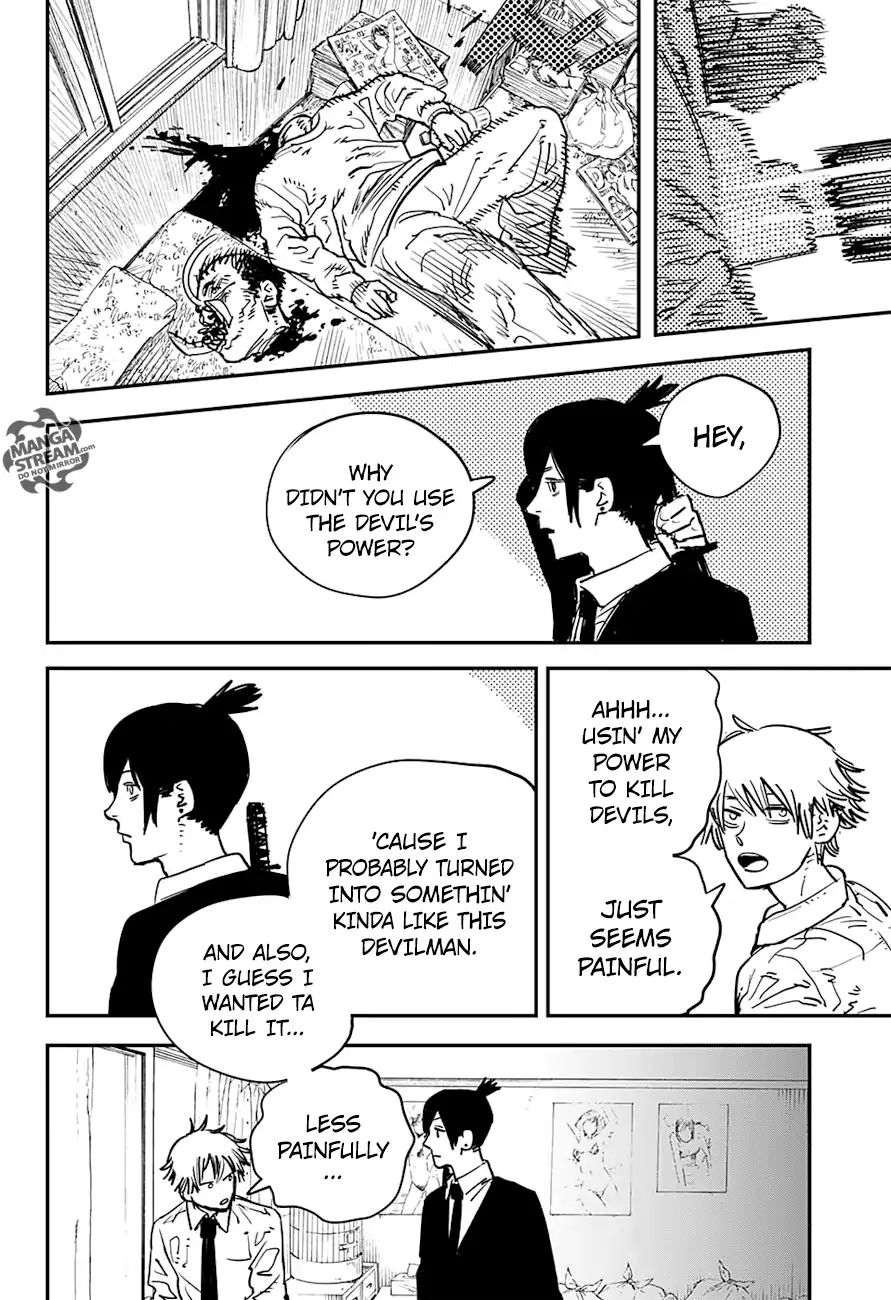 HEY,
WHY
DIDN'T YOU USE
THE DEVIL'S
POWER?
MANGA
STREAM.com
DO NOT MIRROR
AHHH...
USIN' MY
POWER
TO KILL
DEVILS,
JUST
SEEMS
PAINFUL.
'CAUSE I
PROBABLY TURNED
INTO SOMETHIN'
KINDA LIKE THIS
DEVILMAN.
AND ALSO,
I GUESS I
WANTED TA
KILL IT...
LESS
PAINFULLY
...